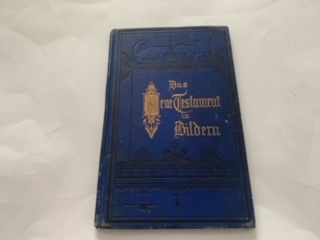 Das
Neue Testament
in
Bildern